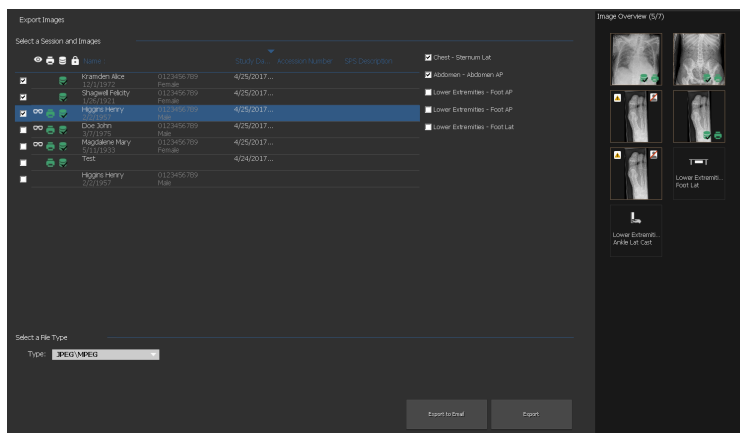 Export Images
Image Overview (5/7)
Select a Session and Images
Name
Study Da... Accession Number SPS Description
Kramden Alice 0123456789 4/25/2017...
12/1/1972 Female
Shagwell Felicity 0123456789 4/25/2017...
1/26/1921 Female
Higgins Henry 0123456789 4/25/2017...
2/2/1957 Male
Doe John 0123456789 4/25/2017...
3/7/1975 Male
Magdalene Mary 0123456789 4/25/2017...
5/11/1933 Female
Test 4/24/2017...
Higgins Henry 0123456789
2/2/1957 Male
Chest - Sternum Lat
Abdomen - Abdomen AP
Lower Extremities - Foot AP
Lower Extremities - Foot AP
Lower Extremities - Foot Lat
Lower Extremiti...
Foot Lat
Lower Extremiti...
Ankle Lat Cast
Select a File Type
Type: JPEG\MPEG
Export to Email
Export